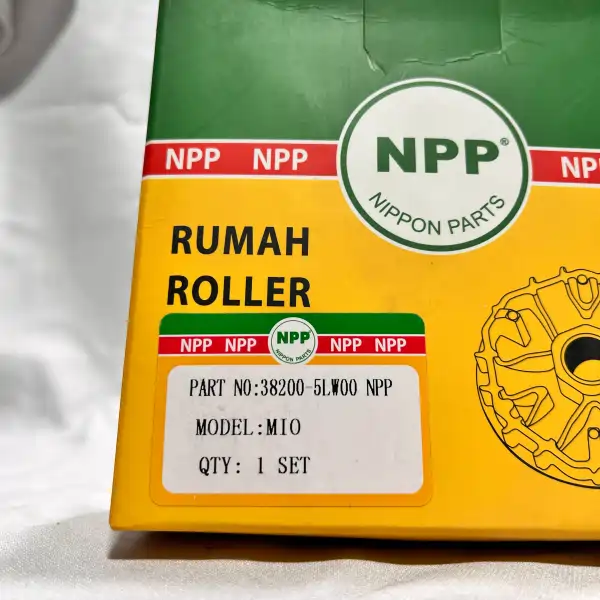 NPP NPP
NPP®
NIPPON PARTS
NP
RUMAH
ROLLER
NPP NPP
NPP
NIPPON PARTS
NPP NPP
PART NO:38200-5LW00 NPP
MODEL:MIO
QTY: 1 SET